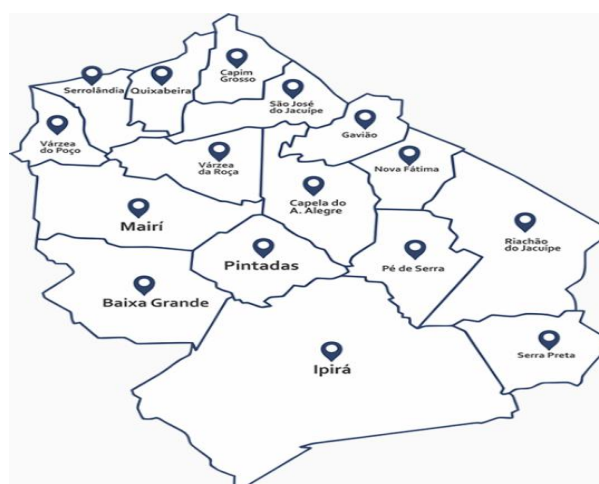 Capim
Grosso
Serrolândia
Quixabeira
São José
do Jacuípe
Gavião
Várzea
do Poço
Várzea
da Roça
Nova Fátima
Capela do
A. Alegre
Mairí
Riachão
do Jacuípe
Pintadas
Pé de Serra
Baixa Grande
Serra Preta
Ipirá